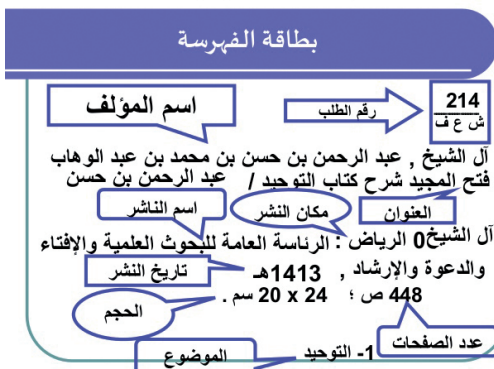 بطاقة الفهرسة
اسم المؤلف
رقم الطلب
214
ش ع ف
آل الشيخ , عبد الرحمن بن حسن بن محمد بن عبد الوهاب
فتح المجيد شرح كتاب التوحيد / عبد الرحمن بن حسن
اسم الناشر
مكان النشر
العنوان
آل الشيخ0 الرياض : الرئاسة العامة للبحوث العلمية والإفتاء
والدعوة والإرشاد , 1413هـ
تاريخ النشر
448 ص ؛ 24 x 20 سم .
الحجم
عدد الصفحات
1- التوحيد
الموضوع